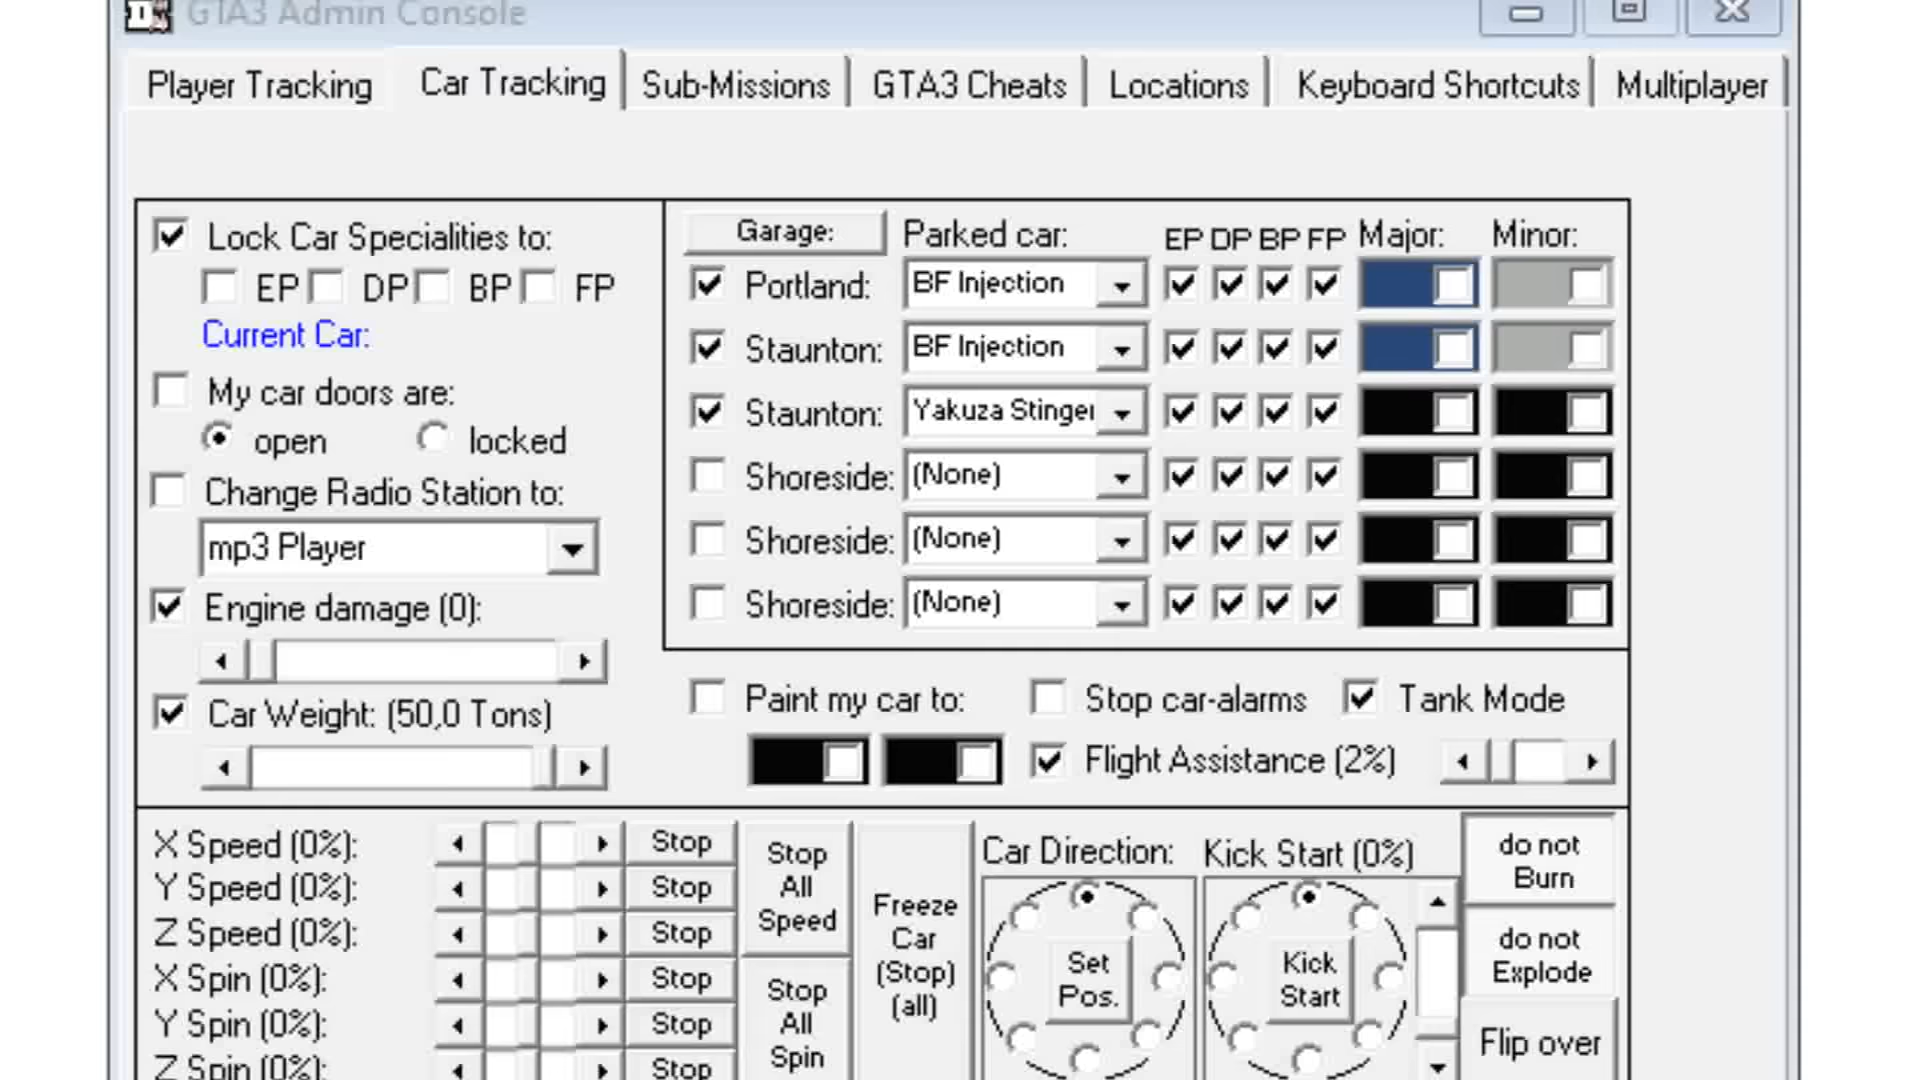 GTA3 Admin Console
Player Tracking Car Tracking Sub-Missions GTA3 Cheats Locations Keyboard Shortcuts Multiplayer
Lock Car Specialities to:
EP DP BP FP
Current Car:
My car doors are:
open locked
Change Radio Station to:
mp3 Player
Engine damage (0):
Car Weight: (50,0 Tons)
Garage: Parked car: EP DP BP FP Major: Minor:
Portland: BF Injection
Staunton: BF Injection
Staunton: Yakuza Stinger
Shoreside: (None)
Shoreside: (None)
Shoreside: (None)
Paint my car to: Stop car-alarms Tank Mode
Flight Assistance (2%)
X Speed (0%): Stop
Y Speed (0%): Stop
Z Speed (0%): Stop
X Spin (0%): Stop
Y Spin (0%): Stop
Z Spin (0%): Stop
Stop
All
Speed
Stop
All
Spin
Freeze
Car
(Stop)
(all)
Car Direction:
Set
Pos.
Kick Start (0%)
Kick
Start
do not
Burn
do not
Explode
Flip over